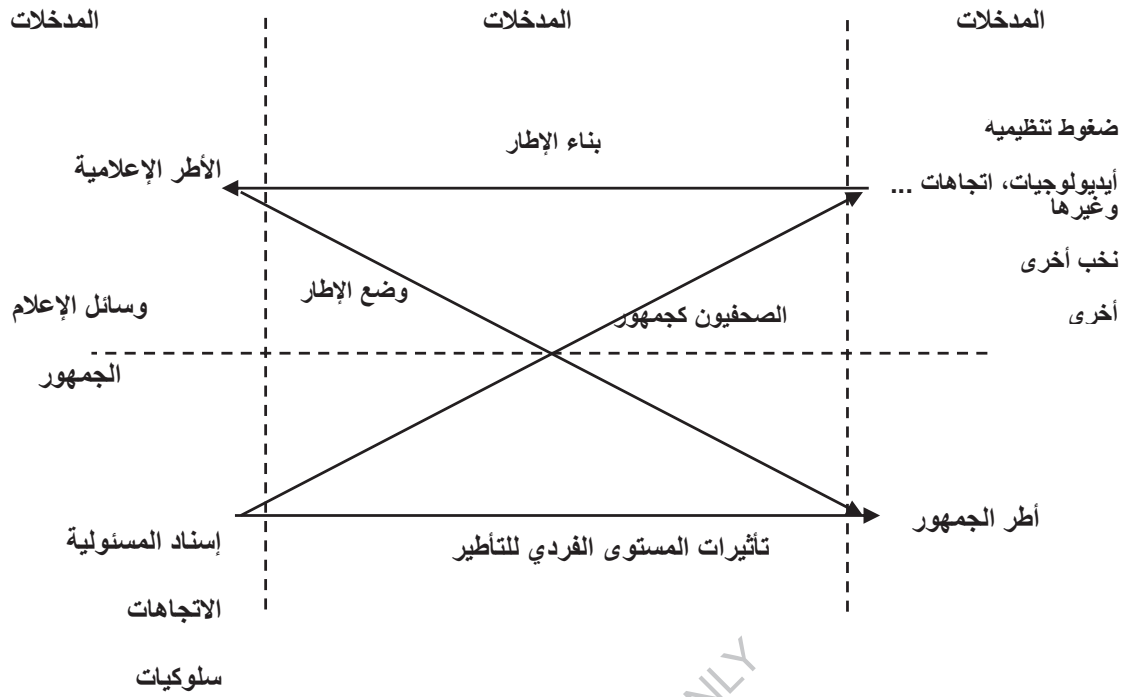 المدخلات
المدخلات
المدخلات
ضغوط تنظيميه
أيديولوجيات، اتجاهات ...
وغيرها
نخب أخرى
أخرى
بناء الإطار
الأطر الإعلامية
وضع الإطار
الصحفيون كجمهور
وسائل الإعلام
الجمهور
أطر الجمهور
تأثيرات المستوى الفردي للتأطير
إسناد المسئولية
الاتجاهات
سلوكيات
NLY